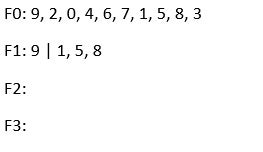 F0: 9, 2, 0, 4, 6, 7, 1, 5, 8, 3
F1: 9 | 1, 5, 8
F2:
F3: